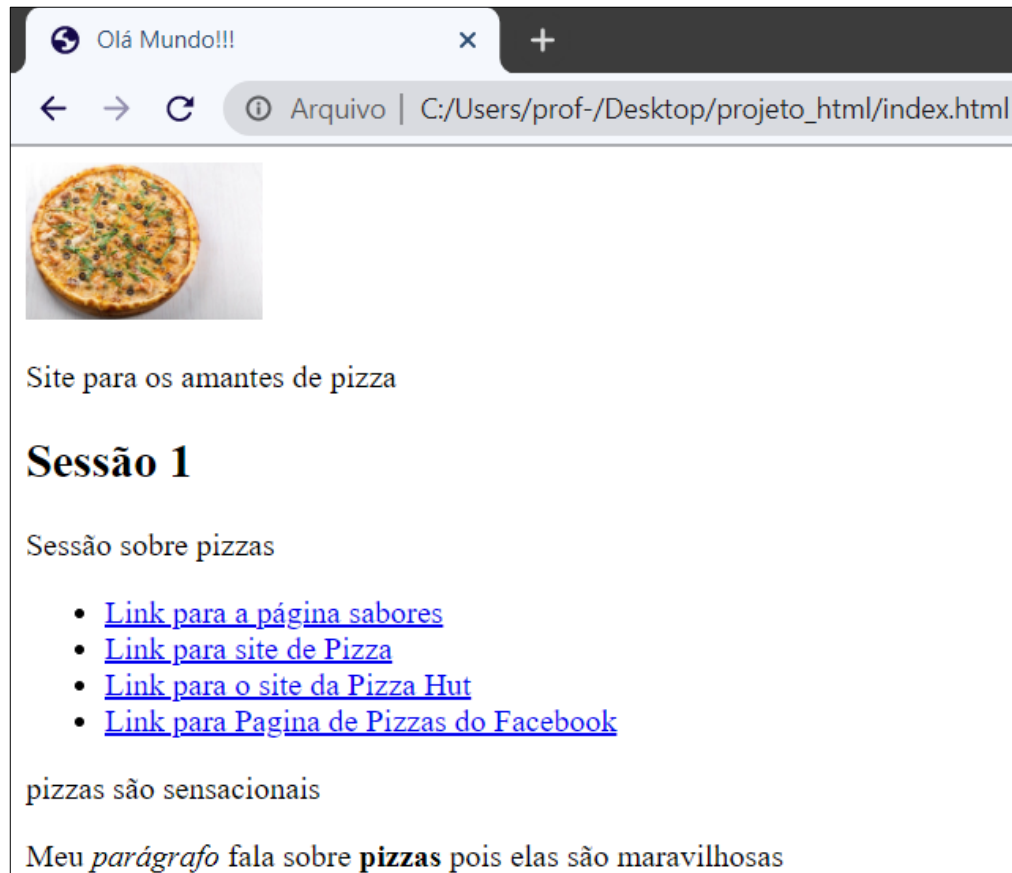 Olá Mundo!!!
Arquivo | C:/Users/prof-/Desktop/projeto_html/index.html
Site para os amantes de pizza
Sessão 1
Sessão sobre pizzas
Link para a página sabores
Link para site de Pizza
Link para o site da Pizza Hut
Link para Pagina de Pizzas do Facebook
pizzas são sensacionais
Meu parágrafo fala sobre pizzas pois elas são maravilhosas